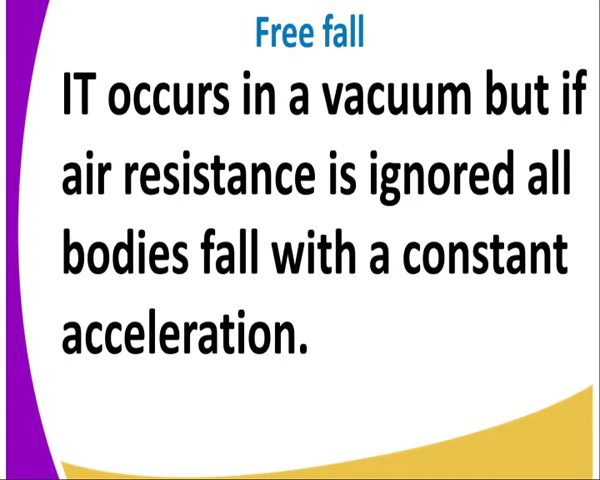 Free fall
IT occurs in a vacuum but if
air resistance is ignored all
bodies fall with a constant
acceleration.